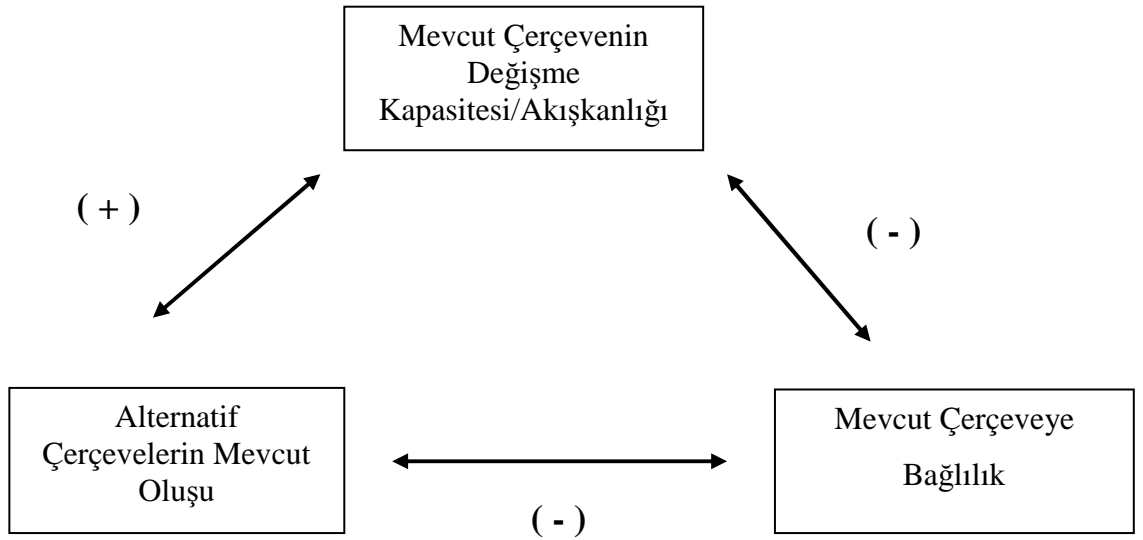 Mevcut Çerçevenin
Değişme
Kapasitesi/Akışkanlığı
( + )
( - )
Alternatif
Çerçevelerin Mevcut
Oluşu
Mevcut Çerçeveye
Bağlılık
( - )